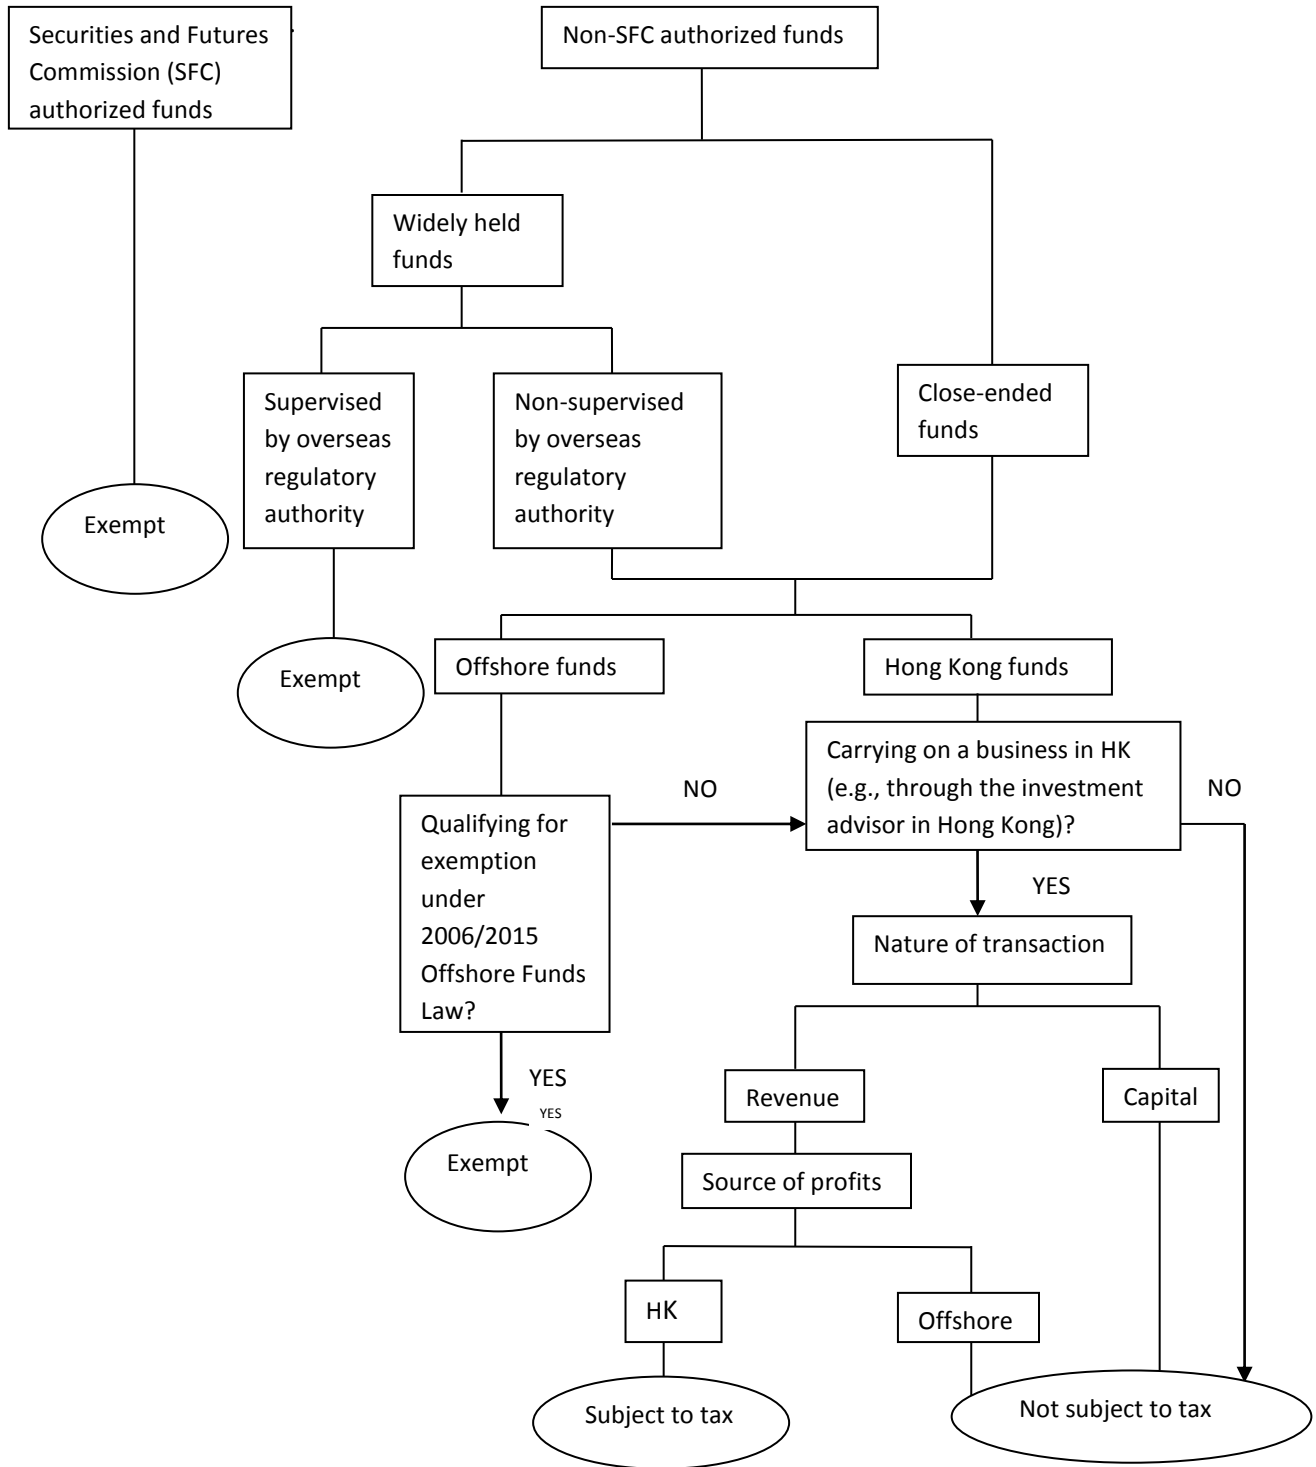 Securities and Futures
Commission (SFC)
authorized funds
Non-SFC authorized funds
Widely held
funds
Supervised
by overseas
regulatory
authority
Non-supervised
by overseas
regulatory
authority
Close-ended
funds
Exempt
Exempt
Offshore funds
Hong Kong funds
Carrying on a business in HK
(e.g., through the investment
advisor in Hong Kong)?
NO
NO
Qualifying for
exemption
under
2006/2015
Offshore Funds
Law?
YES
Nature of transaction
YES
YES
Exempt
Revenue
Capital
Source of profits
HK
Offshore
Subject to tax
Not subject to tax